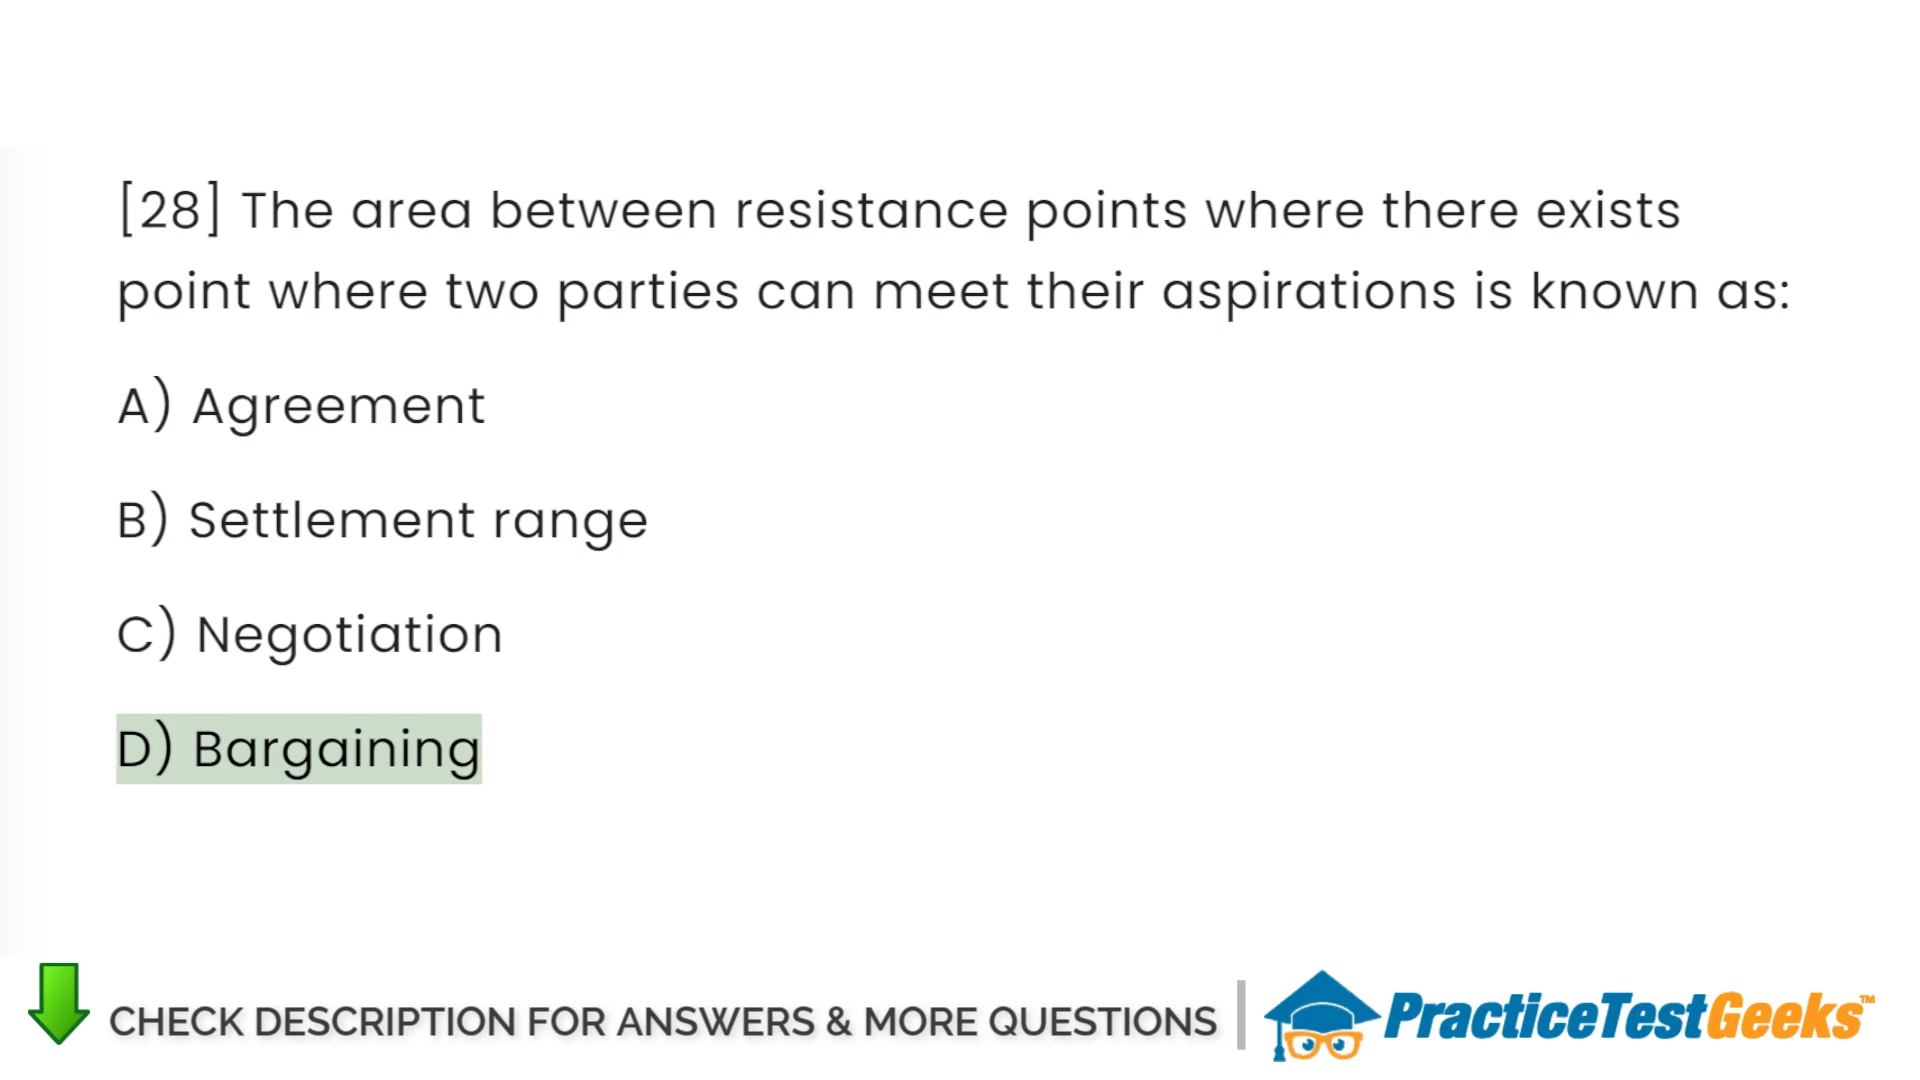 [28] The area between resistance points where there exists
point where two parties can meet their aspirations is known as:
A) Agreement
B) Settlement range
C) Negotiation
D) Bargaining
CHECK DESCRIPTION FOR ANSWERS & MORE QUESTIONS
PracticeTestGeeks™